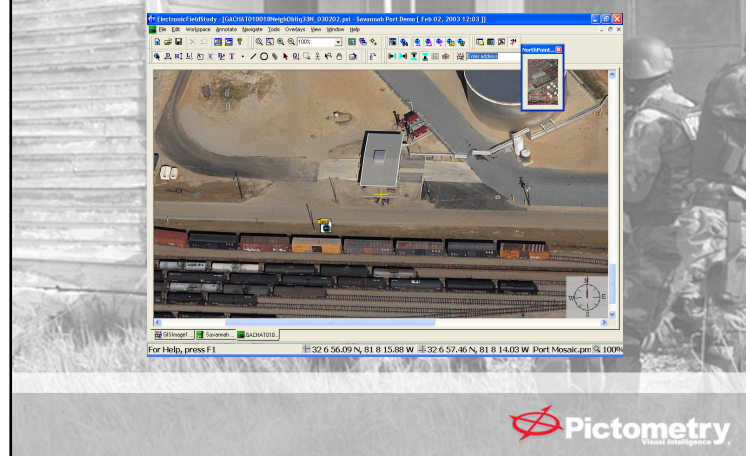 ElectronicFieldStudy - [GACHAT010018NeighObliq33N_030202.psi - Savannah Port Demo [ Feb 02, 2003 12:03 ]]
File Edit Workspace Annotate Navigate Tools Overlays View Window Help
100%
Enter address
NorthPoint...
N
W
E
S
GISImage1 ...
Savannah ...
GACHAT010...
For Help, press F1
32 6 56.09 N, 81 8 15.88 W
32 6 57.46 N, 81 8 14.03 W
Port Mosaic.pm
100%
Pictometry
Visual Intelligence